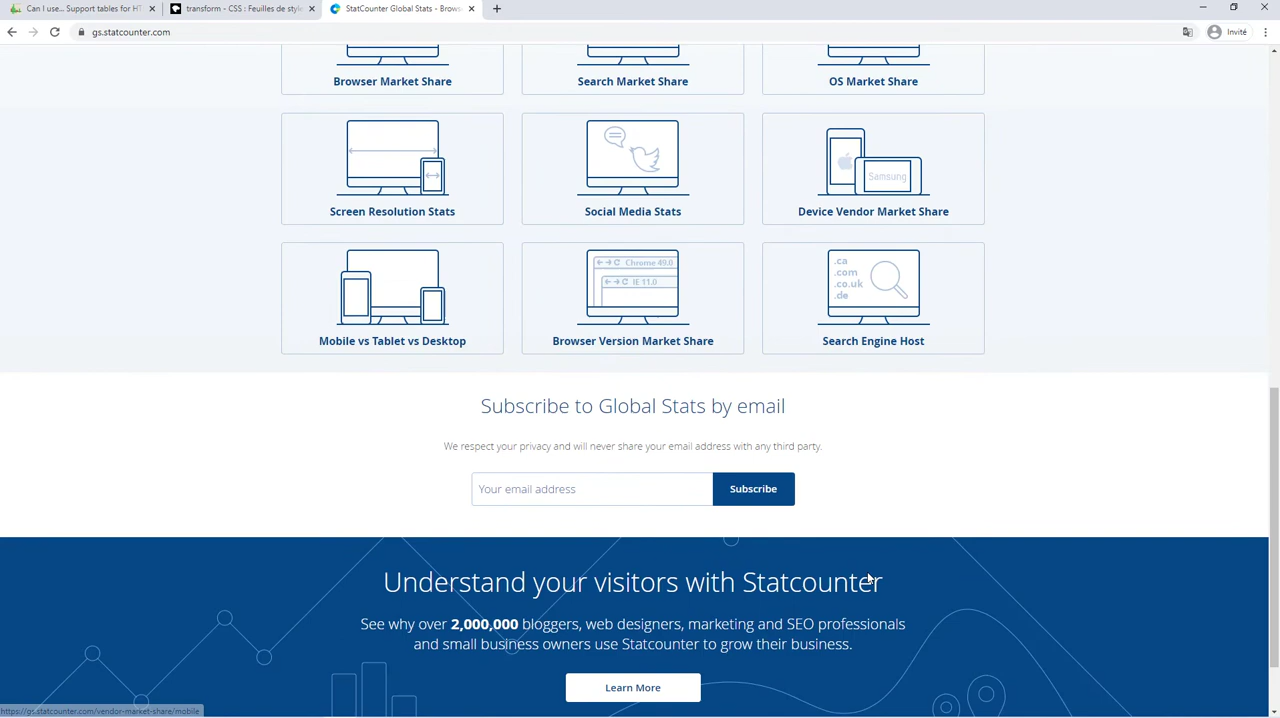 Can I use... Support tables for HT
transform - CSS : Feuilles de style
StatCounter Global Stats - Brows
gs.statcounter.com
Invité
Browser Market Share
Search Market Share
OS Market Share
Samsung
Screen Resolution Stats
Social Media Stats
Device Vendor Market Share
Chrome 49.0
IE 11.0
.ca
.com
.co.uk
.de
Mobile vs Tablet vs Desktop
Browser Version Market Share
Search Engine Host
Subscribe to Global Stats by email
We respect your privacy and will never share your email address with any third party.
Your email address
Subscribe
Understand your visitors with Statcounter
See why over 2,000,000 bloggers, web designers, marketing and SEO professionals
and small business owners use Statcounter to grow their business.
Learn More
https://gs.statcounter.com/vendor-market-share/mobile